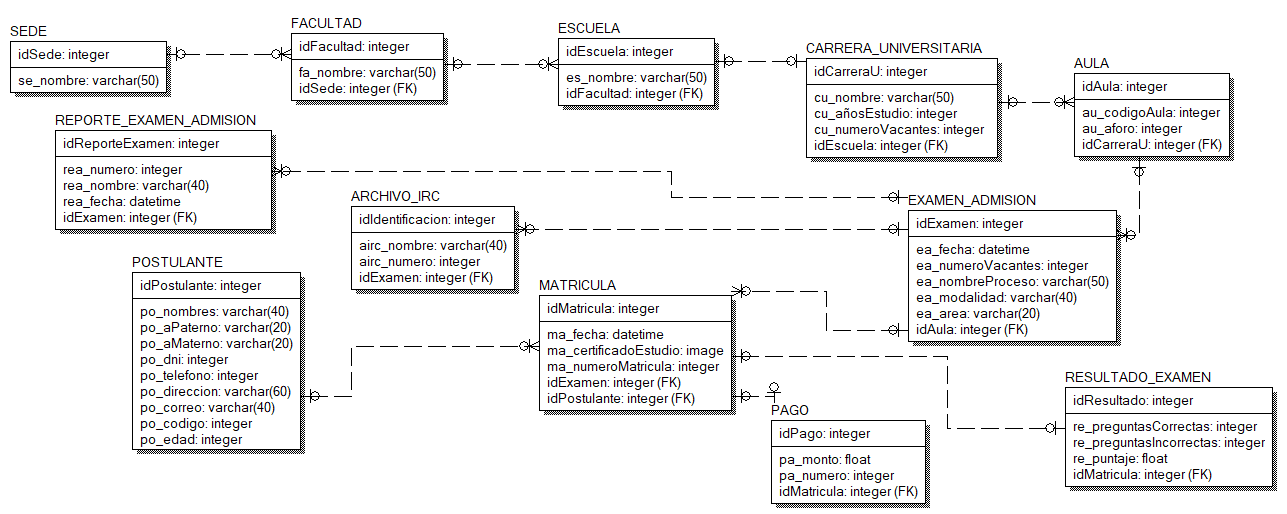 SEDE
idSede: integer
se_nombre: varchar(50)
FACULTAD
idFacultad: integer
fa_nombre: varchar(50)
idSede: integer (FK)
ESCUELA
idEscuela: integer
es_nombre: varchar(50)
idFacultad: integer (FK)
CARRERA_UNIVERSITARIA
idCarreraU: integer
cu_nombre: varchar(50)
cu_añosEstudio: integer
cu_numeroVacantes: integer
idEscuela: integer (FK)
AULA
idAula: integer
au_codigoAula: integer
au_aforo: integer
idCarreraU: integer (FK)
REPORTE_EXAMEN_ADMISION
idReporteExamen: integer
rea_numero: integer
rea_nombre: varchar(40)
rea_fecha: datetime
idExamen: integer (FK)
ARCHIVO_IRC
idIdentificacion: integer
airc_nombre: varchar(40)
airc_numero: integer
idExamen: integer (FK)
EXAMEN_ADMISION
idExamen: integer
ea_fecha: datetime
ea_numeroVacantes: integer
ea_nombreProceso: varchar(50)
ea_modalidad: varchar(40)
ea_area: varchar(20)
idAula: integer (FK)
POSTULANTE
idPostulante: integer
po_nombres: varchar(40)
po_aPaterno: varchar(20)
po_aMaterno: varchar(20)
po_dni: integer
po_telefono: integer
po_direccion: varchar(60)
po_correo: varchar(40)
po_codigo: integer
po_edad: integer
MATRICULA
idMatricula: integer
ma_fecha: datetime
ma_certificadoEstudio: image
ma_numeroMatricula: integer
idExamen: integer (FK)
idPostulante: integer (FK)
PAGO
idPago: integer
pa_monto: float
pa_numero: integer
idMatricula: integer (FK)
RESULTADO_EXAMEN
idResultado: integer
re_preguntasCorrectas: integer
re_preguntasIncorrectas: integer
re_puntaje: float
idMatricula: integer (FK)